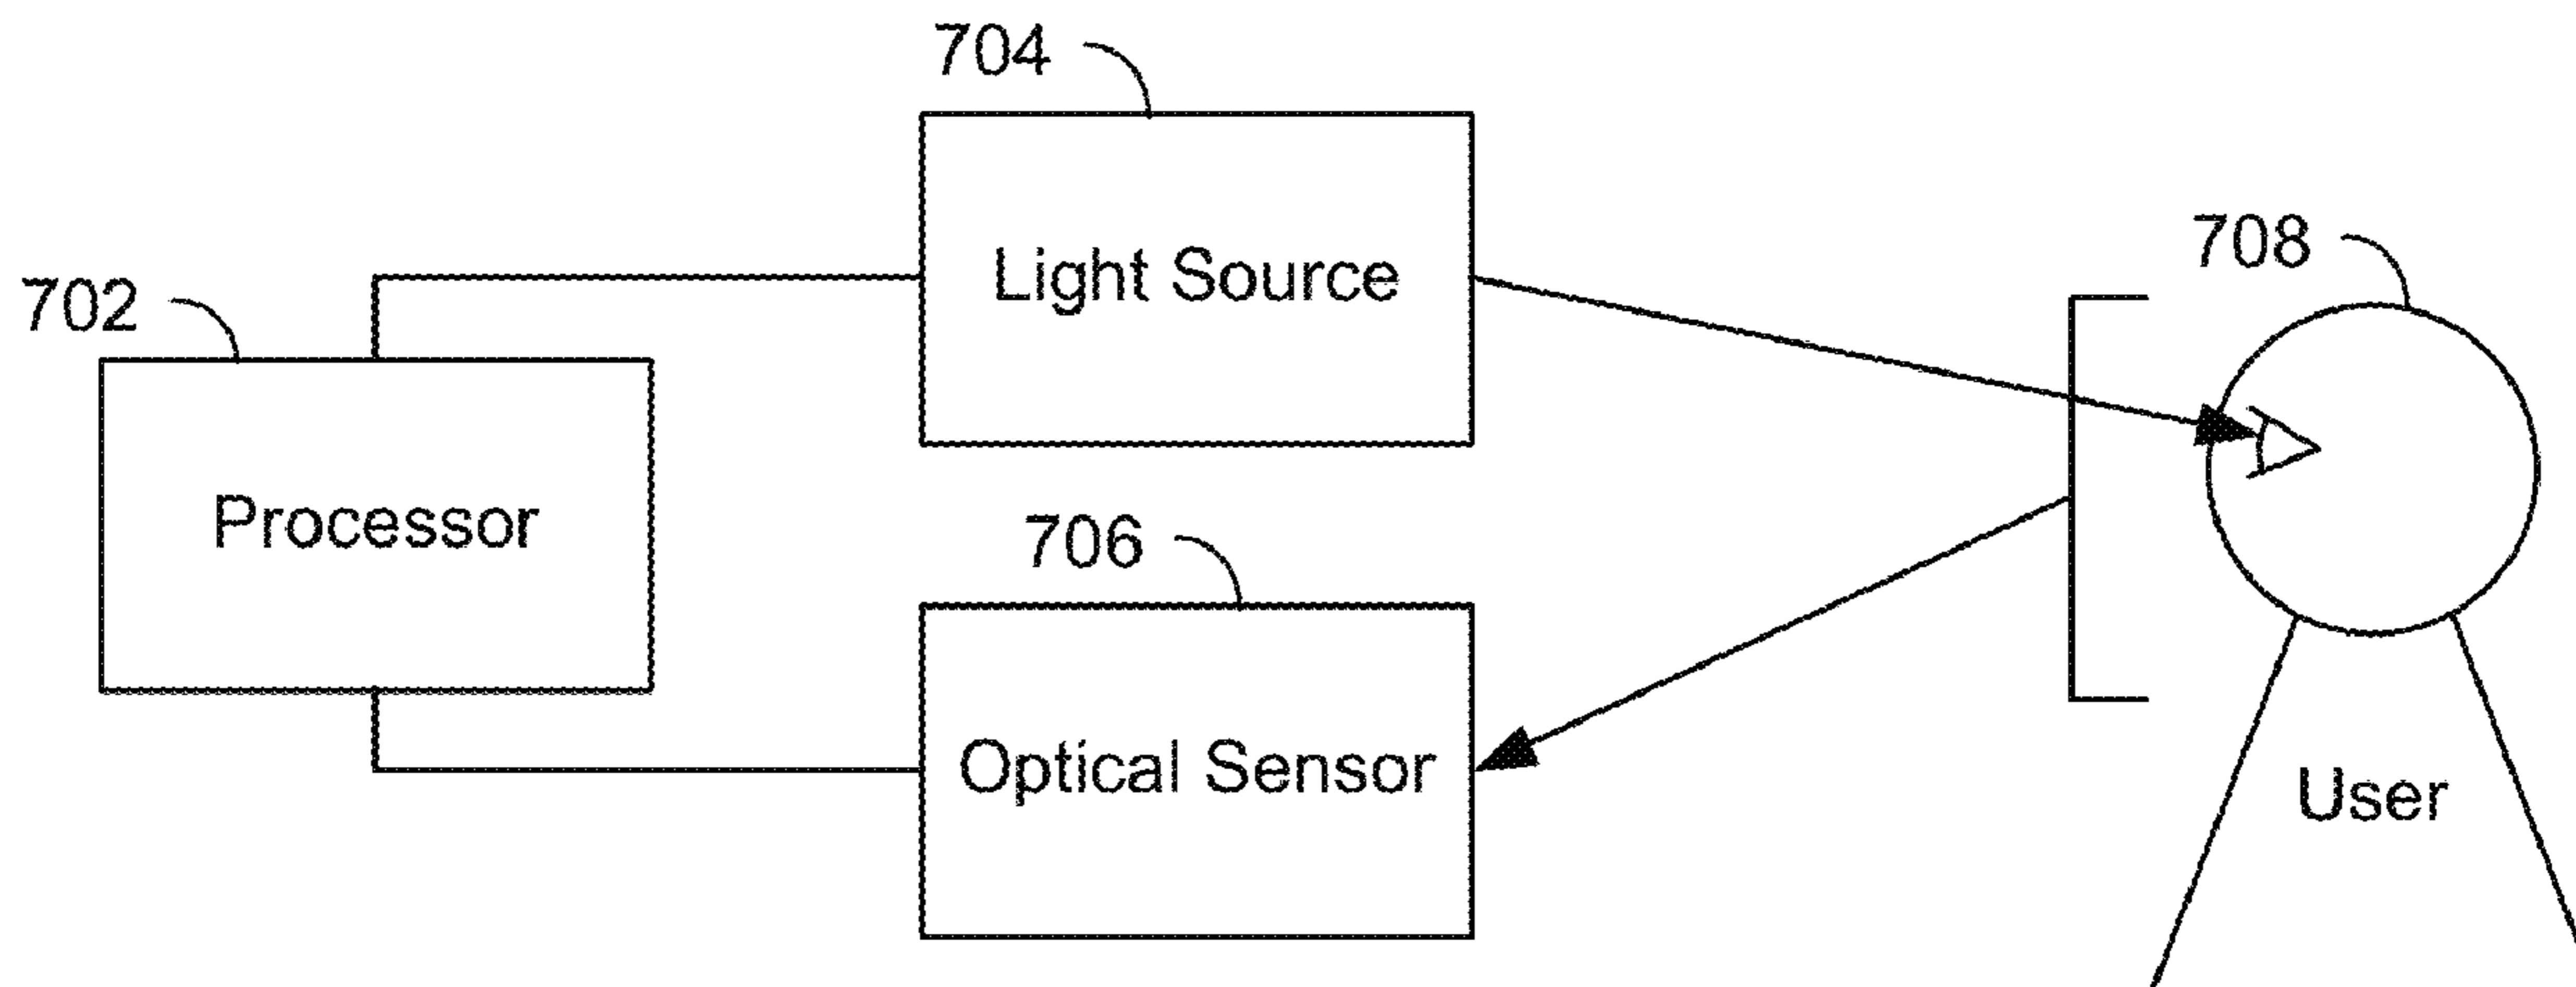 704
Light Source
708
702
Processor
706
Optical Sensor
User